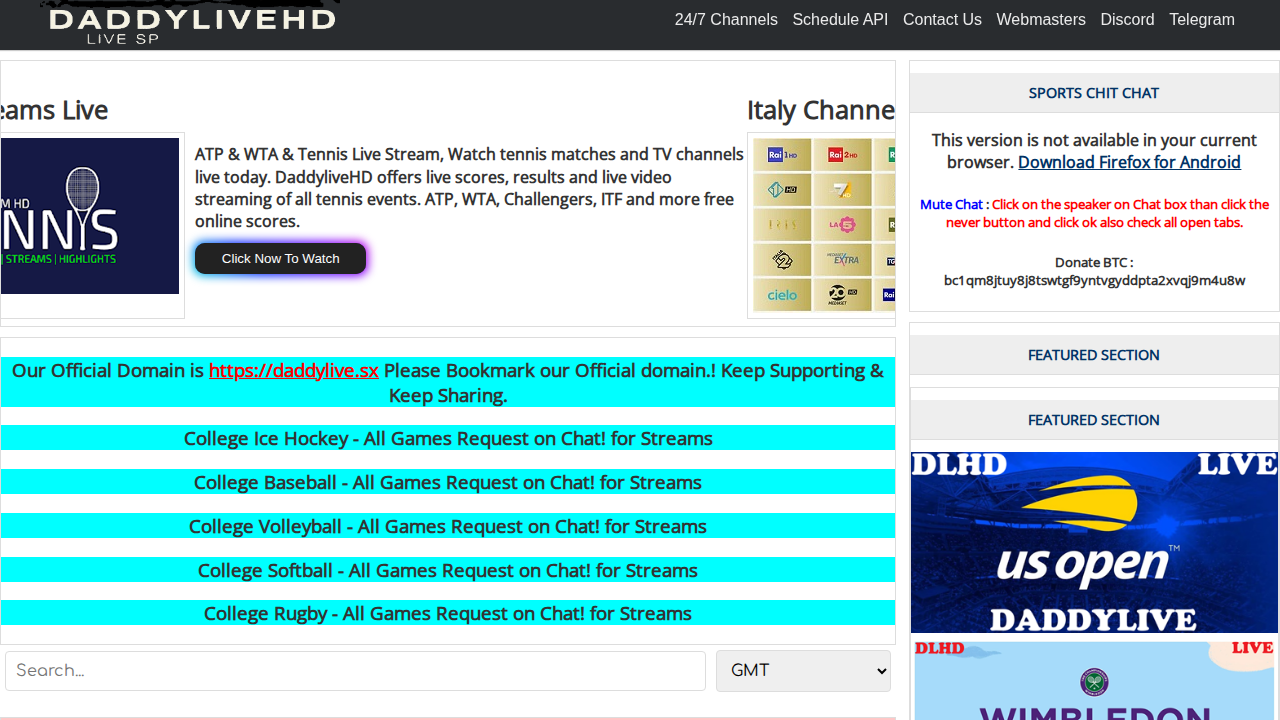 DADDYLIVEHD
LIVE SP
24/7 Channels Schedule API Contact Us Webmasters Discord Telegram
eams Live
M HD
NNIS
| STREAMS | HIGHLIGHTS
ATP & WTA & Tennis Live Stream, Watch tennis matches and TV channels
live today. DaddyliveHD offers live scores, results and live video
streaming of all tennis events. ATP, WTA, Challengers, ITF and more free
online scores.
Click Now To Watch
Italy Channe
Rai 1 HD Rai 2 HD
IRIS LA 5
MEDIASET EXTRA TG
cielo 20 MEDIASET HD Rai
Our Official Domain is https://daddylive.sx Please Bookmark our Official domain.! Keep Supporting &
Keep Sharing.
College Ice Hockey - All Games Request on Chat! for Streams
College Baseball - All Games Request on Chat! for Streams
College Volleyball - All Games Request on Chat! for Streams
College Softball - All Games Request on Chat! for Streams
College Rugby - All Games Request on Chat! for Streams
Search...
GMT
SPORTS CHIT CHAT
This version is not available in your current
browser. Download Firefox for Android
Mute Chat : Click on the speaker on Chat box than click the
never button and click ok also check all open tabs.
Donate BTC :
bc1qm8jtuy8j8tswtgf9yntvgyddpta2xvqj9m4u8w
FEATURED SECTION
FEATURED SECTION
DLHD LIVE
us open TM
DADDYLIVE
DLHD LIVE
WIMBLEDON